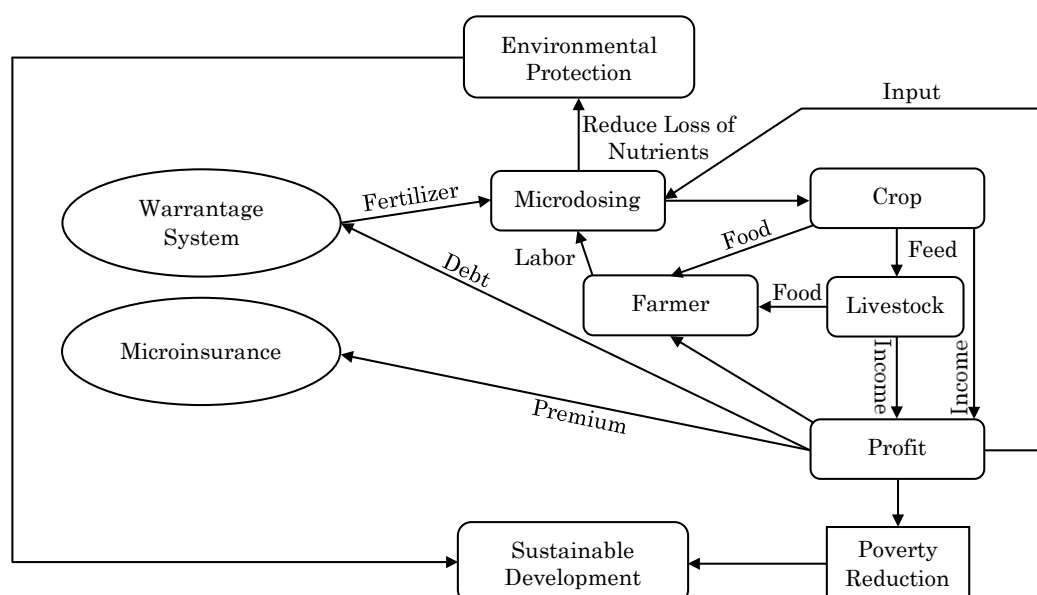 Environmental
Protection
Input
Reduce Loss of
Nutrients
Fertilizer
Microdosing
Crop
Warrantage
System
Food
Feed
Labor
Debt
Farmer
Food
Livestock
Microinsurance
Income
Income
Premium
Profit
Sustainable
Development
Poverty
Reduction